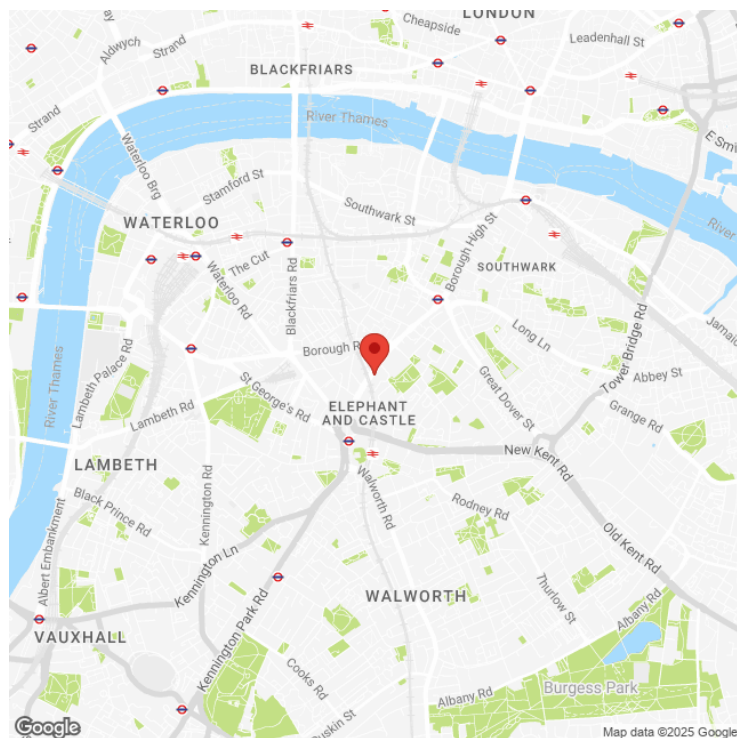 LONDON
Cheapside
Leadenhall St
Aldwych
Strand
BLACKFRIARS
Strand
River Thames
E Smi
Waterloo Brg
Stamford St
Southwark St
Borough High St
River
WATERLOO
SOUTHWARK
The Cut
Waterloo Rd
Blackfriars Rd
Long Ln
Tower Bridge Rd
Jamaic
Borough R
Lambeth Palace Rd
River Thames
St George's Rd
Great Dover St
Abbey St
Lambeth Rd
ELEPHANT
AND CASTLE
Grange Rd
LAMBETH
New Kent Rd
Kennington Rd
Walworth Rd
Black Prince Rd
Rodney Rd
Albert Embankment
Old Kent Rd
Kennington Ln
Thurlow St
WALWORTH
Albany Rd
Kennington Park Rd
VAUXHALL
Cooks Rd
Albany Rd
Burgess Park
Ruskin St
Google
Map data ©2025 Google